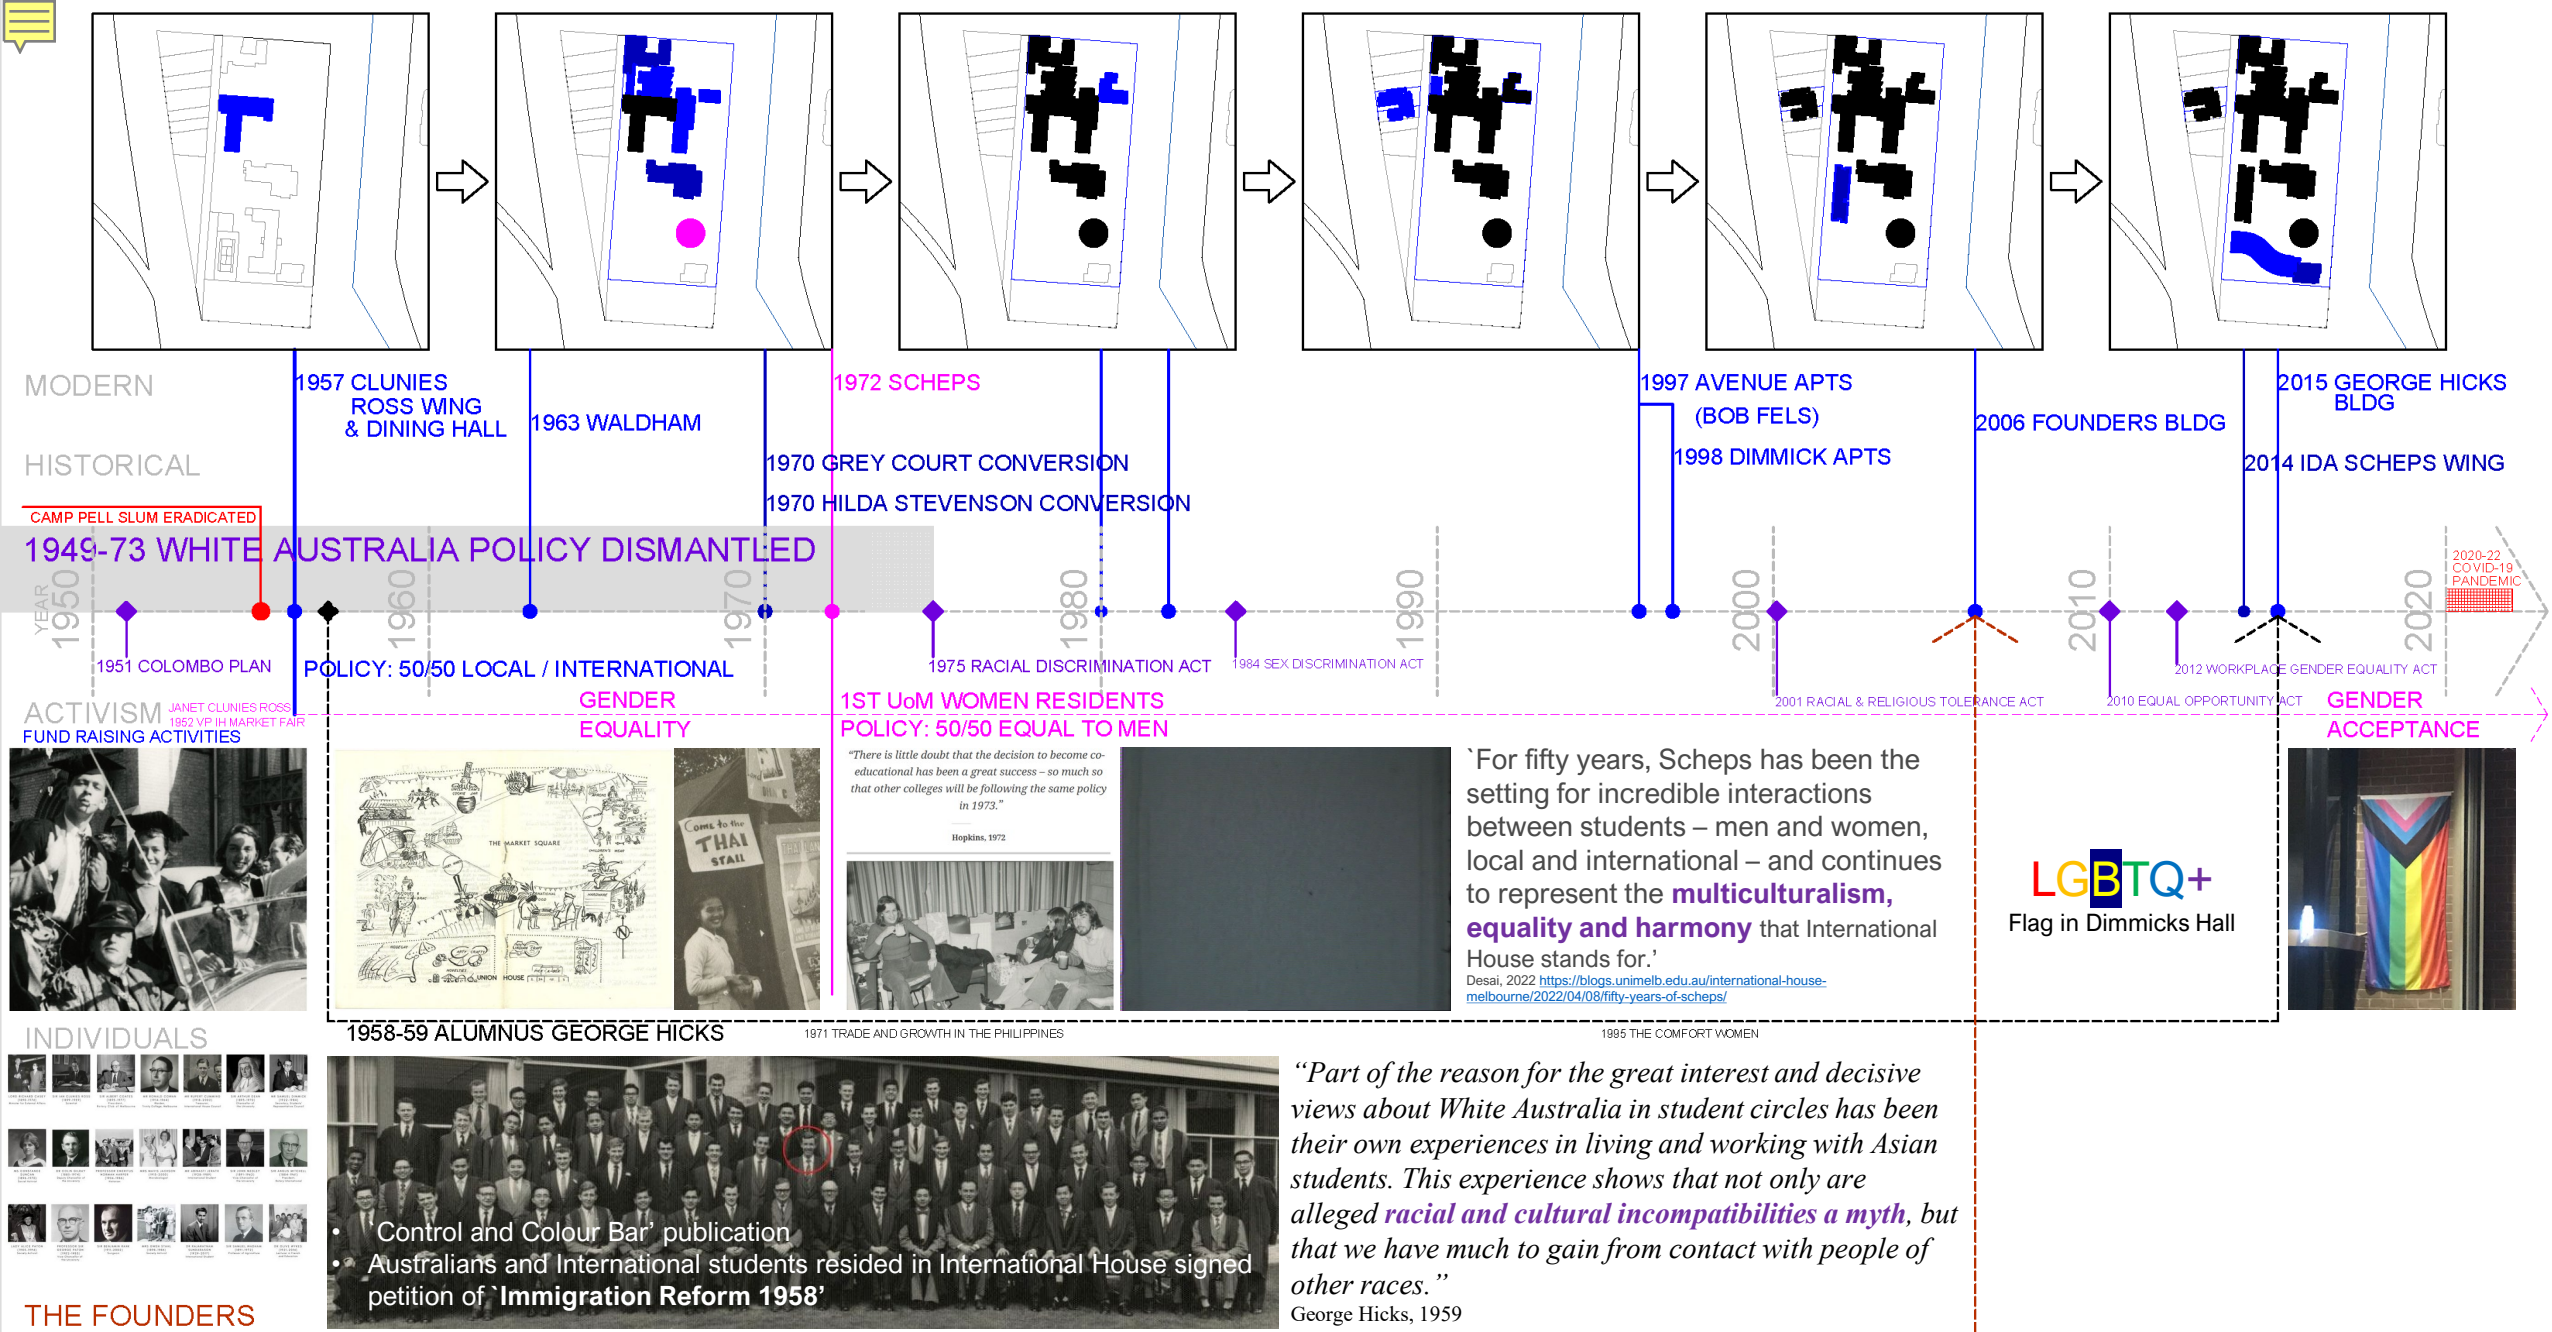 MODERN
HISTORICAL
1957 CLUNIES
ROSS WING
& DINING HALL
1963 WALDHAM
1972 SCHEPS
1970 GREY COURT CONVERSION
1970 HILDA STEVENSON CONVERSION
1997 AVENUE APTS
(BOB FELS)
1998 DIMMICK APTS
2006 FOUNDERS BLDG
2015 GEORGE HICKS
BLDG
2014 IDA SCHEPS WING
CAMP PELL SLUM ERADICATED
1949-73 WHITE AUSTRALIA POLICY DISMANTLED
YEAR
1950
1960
1970
1980
1990
2000
2010
2020
2020-22
COVID-19
PANDEMIC
1951 COLOMBO PLAN
POLICY: 50/50 LOCAL / INTERNATIONAL
1975 RACIAL DISCRIMINATION ACT
1984 SEX DISCRIMINATION ACT
2001 RACIAL & RELIGIOUS TOLERANCE ACT
2010 EQUAL OPPORTUNITY ACT
2012 WORKPLACE GENDER EQUALITY ACT
ACTIVISM
JANET CLUNIES ROSS
1952 VP IH MARKET FAIR
FUND RAISING ACTIVITIES
GENDER
EQUALITY
1ST UoM WOMEN RESIDENTS
POLICY: 50/50 EQUAL TO MEN
GENDER
ACCEPTANCE
THE MARKET SQUARE
UNION HOUSE
N
Come to the
THAI
STALL
“There is little doubt that the decision to become co-
educational has been a great success – so much so
that other colleges will be following the same policy
in 1973.”
Hopkins, 1972
`For fifty years, Scheps has been the
setting for incredible interactions
between students – men and women,
local and international – and continues
to represent the multiculturalism,
equality and harmony that International
House stands for.’
Desai, 2022 https://blogs.unimelb.edu.au/international-house-
melbourne/2022/04/08/fifty-years-of-scheps/
LGBTQ+
Flag in Dimmicks Hall
INDIVIDUALS
1958-59 ALUMNUS GEORGE HICKS
1971 TRADE AND GROWTH IN THE PHILIPPINES
1995 THE COMFORT WOMEN
• `Control and Colour Bar’ publication
• Australians and International students resided in International House signed
petition of `Immigration Reform 1958’
“Part of the reason for the great interest and decisive
views about White Australia in student circles has been
their own experiences in living and working with Asian
students. This experience shows that not only are
alleged racial and cultural incompatibilities a myth, but
that we have much to gain from contact with people of
other races.”
George Hicks, 1959
THE FOUNDERS